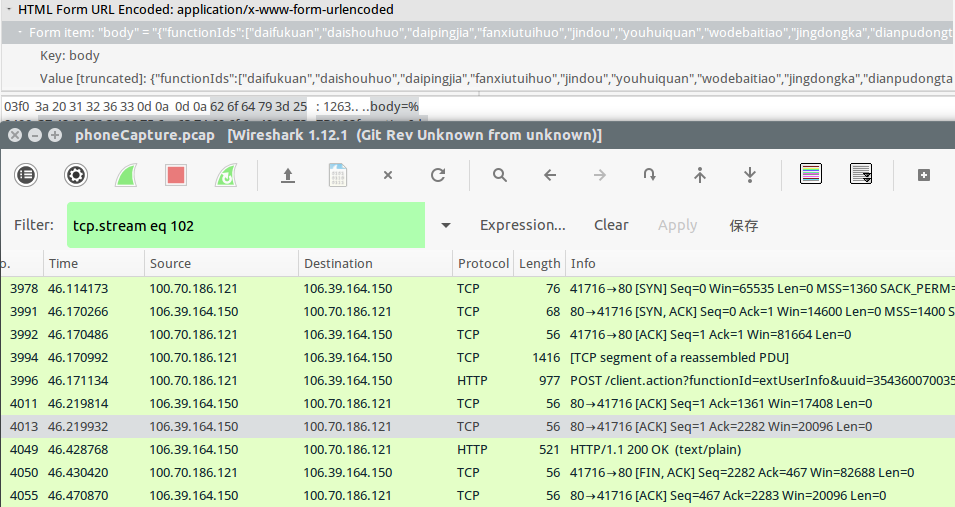 HTML Form URL Encoded: application/x-www-form-urlencoded
Form item: "body" = "{"functionIds":["daifukuan","daishouhuo","daipingjia","fanxiutuihuo","jindou","youhuiquan","wodebaitiao","jingdongka","dianpudongt
Key: body
Value [truncated]: {"functionIds":["daifukuan","daishouhuo","daipingjia","fanxiutuihuo","jindou","youhuiquan","wodebaitiao","jingdongka","dianpudongta
03f0 3a 20 31 32 36 33 0d 0a 0d 0a 62 6f 64 79 3d 25 : 1263.. ..body=%
phoneCapture.pcap [Wireshark 1.12.1 (Git Rev Unknown from unknown)]
Filter: tcp.stream eq 102 Expression... Clear Apply 保存
o. Time Source Destination Protocol Length Info
3978 46.114173 100.70.186.121 106.39.164.150 TCP 76 41716→80 [SYN] Seq=0 Win=65535 Len=0 MSS=1360 SACK_PERM=
3991 46.170266 106.39.164.150 100.70.186.121 TCP 68 80→41716 [SYN, ACK] Seq=0 Ack=1 Win=14600 Len=0 MSS=1400 S
3992 46.170486 100.70.186.121 106.39.164.150 TCP 56 41716→80 [ACK] Seq=1 Ack=1 Win=81664 Len=0
3994 46.170992 100.70.186.121 106.39.164.150 TCP 1416 [TCP segment of a reassembled PDU]
3996 46.171134 100.70.186.121 106.39.164.150 HTTP 977 POST /client.action?functionId=extUserInfo&uuid=354360070035
4011 46.219814 106.39.164.150 100.70.186.121 TCP 56 80→41716 [ACK] Seq=1 Ack=1361 Win=17408 Len=0
4013 46.219932 106.39.164.150 100.70.186.121 TCP 56 80→41716 [ACK] Seq=1 Ack=2282 Win=20096 Len=0
4049 46.428768 106.39.164.150 100.70.186.121 HTTP 521 HTTP/1.1 200 OK (text/plain)
4050 46.430420 100.70.186.121 106.39.164.150 TCP 56 41716→80 [FIN, ACK] Seq=2282 Ack=467 Win=82688 Len=0
4055 46.470870 106.39.164.150 100.70.186.121 TCP 56 80→41716 [ACK] Seq=467 Ack=2283 Win=20096 Len=0